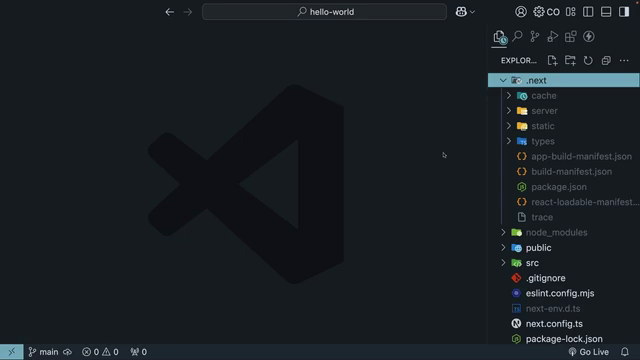 hello-world
CO
EXPLOR...
.next
cache
server
static
types
app-build-manifest.json
build-manifest.json
package.json
react-loadable-manifest...
trace
node_modules
public
src
.gitignore
eslint.config.mjs
next-env.d.ts
next.config.ts
package-lock.json
main
0
0
0
Go Live